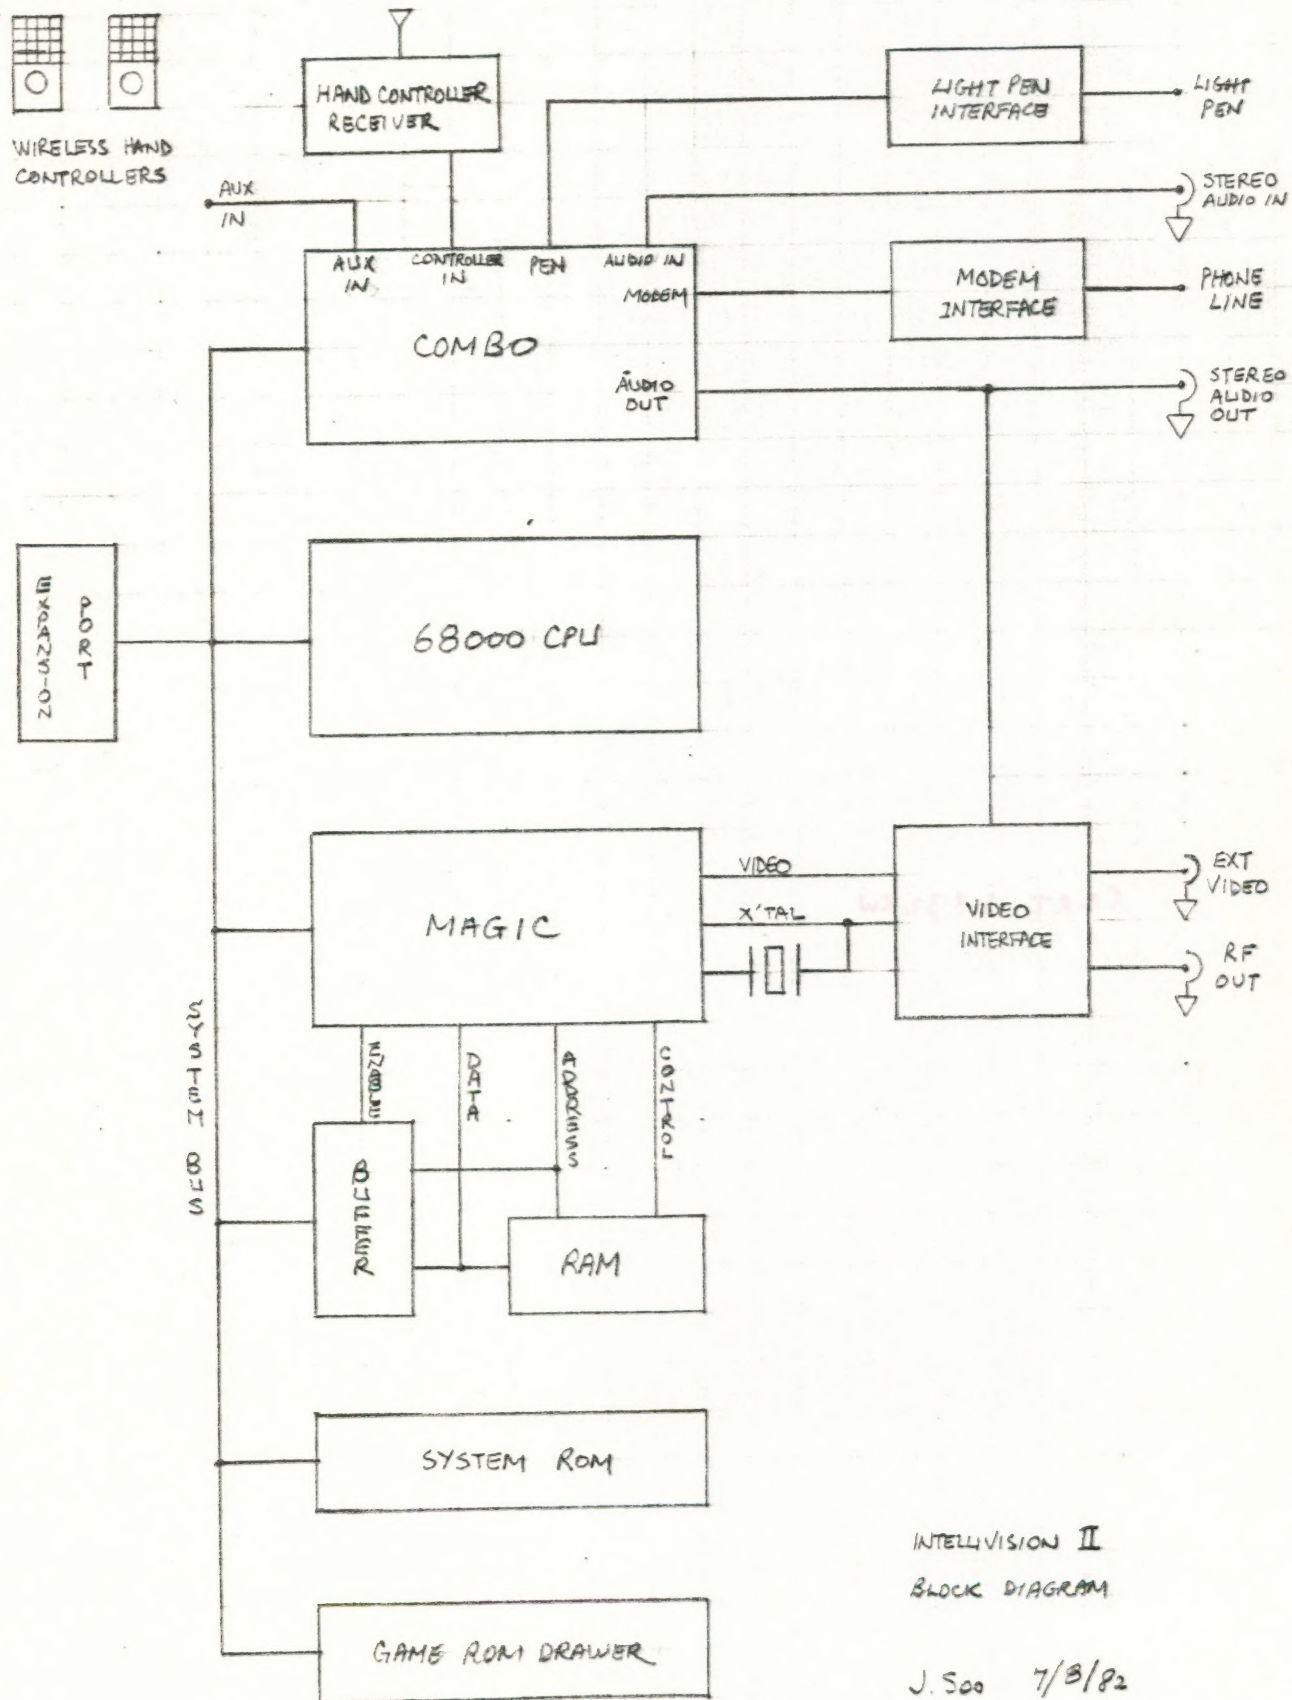 WIRELESS HAND
CONTROLLERS
HAND CONTROLLER
RECEIVER
LIGHT PEN
INTERFACE
LIGHT
PEN
AUX
IN
STEREO
AUDIO IN
AUX
IN
CONTROLLER
IN
PEN
AUDIO IN
MODEM
MODEM
INTERFACE
PHONE
LINE
COMBO
AUDIO
OUT
STEREO
AUDIO
OUT
EXPANSION
PORT
68000 CPU
MAGIC
VIDEO
X'TAL
VIDEO
INTERFACE
EXT
VIDEO
RF
OUT
SYSTEM BUS
ENABLE
DATA
ADDRESS
CONTROL
BUFFER
RAM
SYSTEM ROM
GAME ROM DRAWER
INTELLIVISION II
BLOCK DIAGRAM
J. Soo 7/8/82